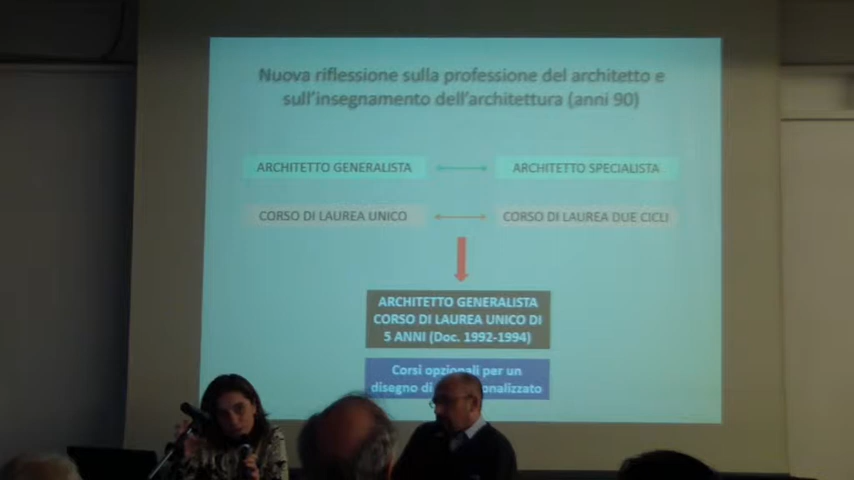 Nuova riflessione sulla professione del architetto e
sull'insegnamento dell'architettura (anni 90)
ARCHITETTO GENERALISTA
ARCHITETTO SPECIALISTA
CORSO DI LAUREA UNICO
CORSO DI LAUREA DUE CICLI
ARCHITETTO GENERALISTA
CORSO DI LAUREA UNICO DI
5 ANNI (Doc. 1992-1994)
Corsi opzionali per un
disegno di